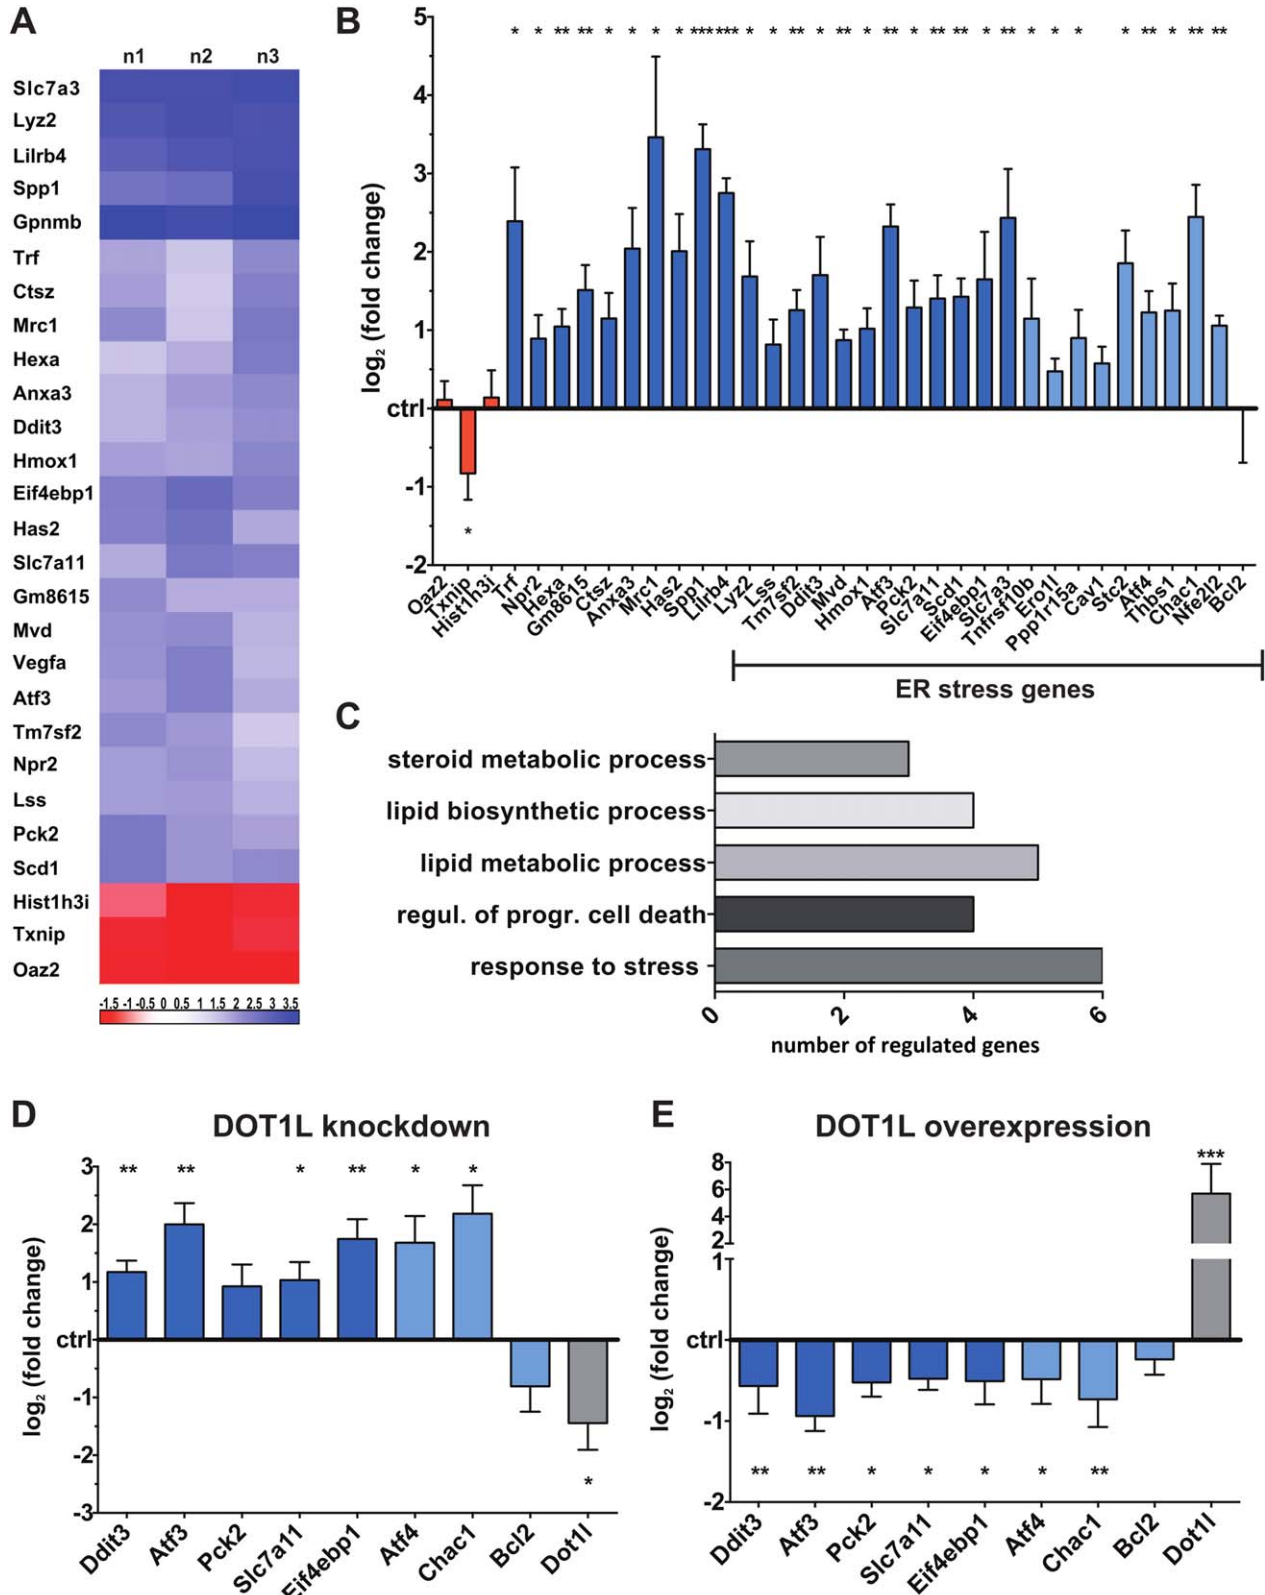 A
n1 n2 n3
Slc7a3
Lyz2
Lilrb4
Spp1
Gpnmb
Trf
Ctsz
Mrc1
Hexa
Anxa3
Ddit3
Hmox1
Eif4ebp1
Has2
Slc7a11
Gm8615
Mvd
Vegfa
Atf3
Tm7sf2
Npr2
Lss
Pck2
Scd1
Hist1h3i
Txnip
Oaz2
-1.5 -1 -0.5 0 0.5 1 1.5 2 2.5 3 3.5
B
log2 (fold change)
5
4
3
2
1
ctrl
-1
-2
* * ** ** * * * * *** *** * * ** * ** * ** * ** ** * ** * * * * ** * ** **
*
Oaz2
Txnip
Hist1h3i
Trf
Npr2
Hexa
Gm8615
Ctsz
Anxa3
Mrc1
Has2
Spp1
Lilrb4
Lyz2
Lss
Tm7sf2
Ddit3
Mvd
Hmox1
Atf3
Pck2
Slc7a11
Scd1
Eif4ebp1
Slc7a3
Tnfrsf10b
Ero1l
Ppp1r15a
Cav1
Stc2
Atf4
Thbs1
Chac1
Nfe2l2
Bcl2
ER stress genes
C
steroid metabolic process
lipid biosynthetic process
lipid metabolic process
regul. of progr. cell death
response to stress
0 2 4 6
number of regulated genes
D
DOT1L knockdown
log2 (fold change)
3
2
1
ctrl
-1
-2
-3
** ** * ** * *
*
Ddit3
Atf3
Pck2
Slc7a11
Eif4ebp1
Atf4
Chac1
Bcl2
Dot1l
E
DOT1L overexpression
log2 (fold change)
8
6
4
2
1
ctrl
-1
-2
***
** ** * * * * **
Ddit3
Atf3
Pck2
Slc7a11
Eif4ebp1
Atf4
Chac1
Bcl2
Dot1l